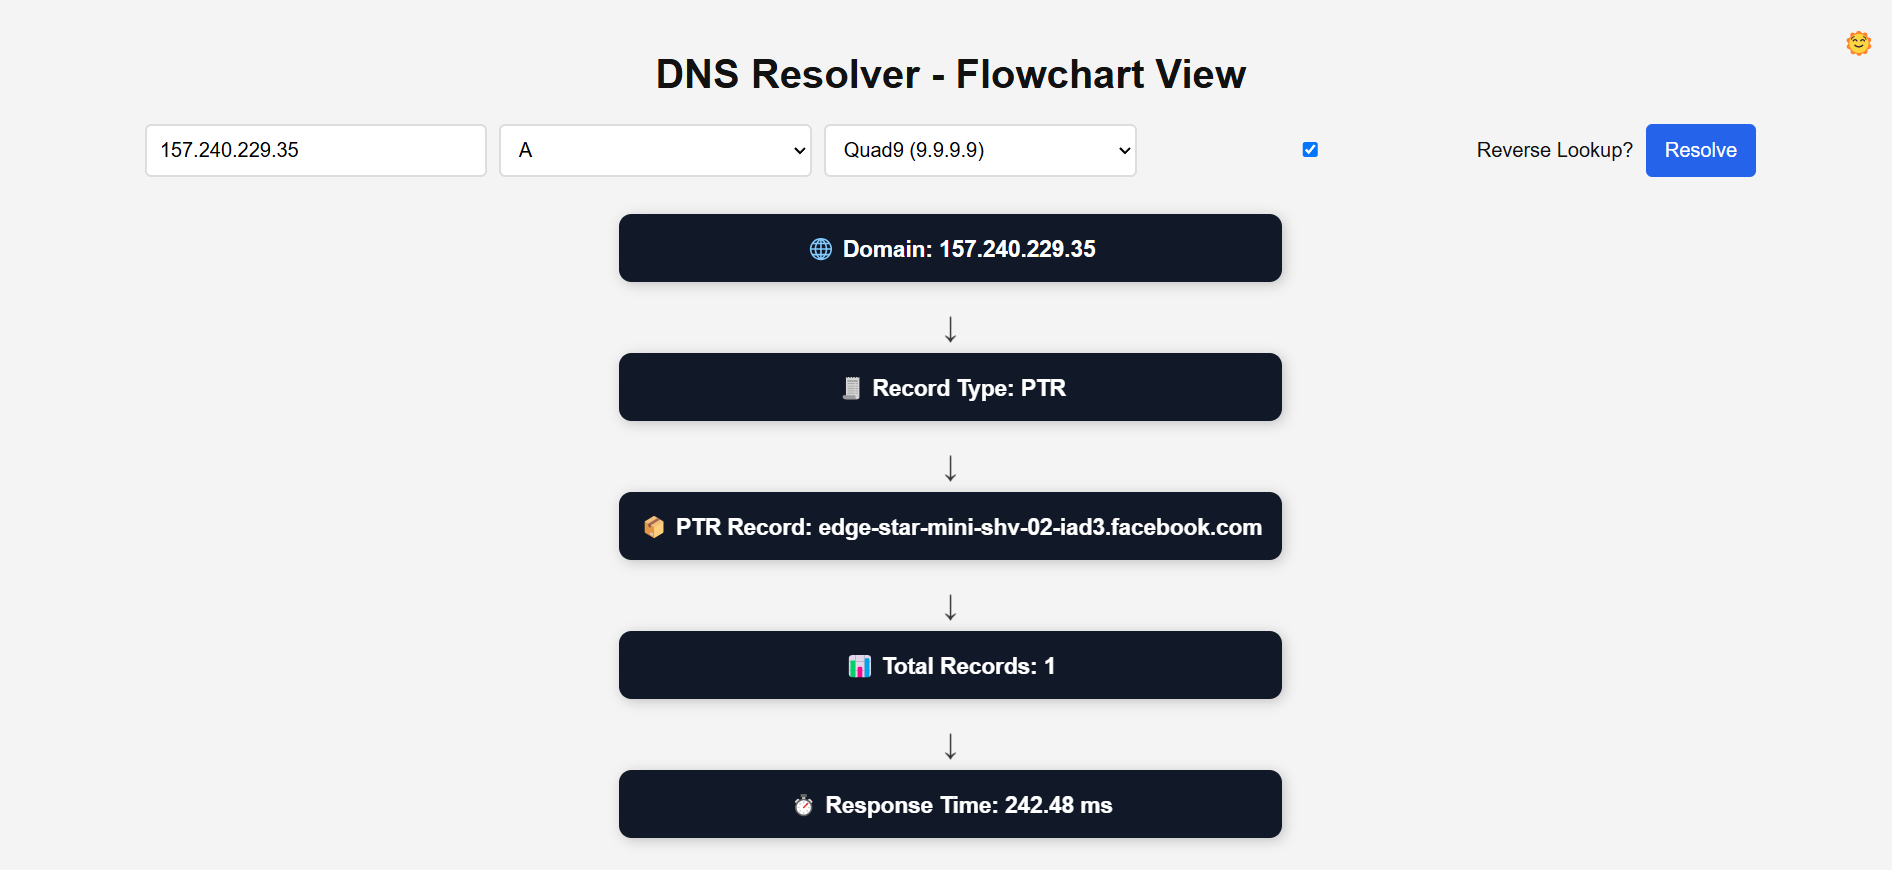 DNS Resolver - Flowchart View
157.240.229.35
A
Quad9 (9.9.9.9)
Reverse Lookup?
Resolve
Domain: 157.240.229.35
Record Type: PTR
PTR Record: edge-star-mini-shv-02-iad3.facebook.com
Total Records: 1
Response Time: 242.48 ms